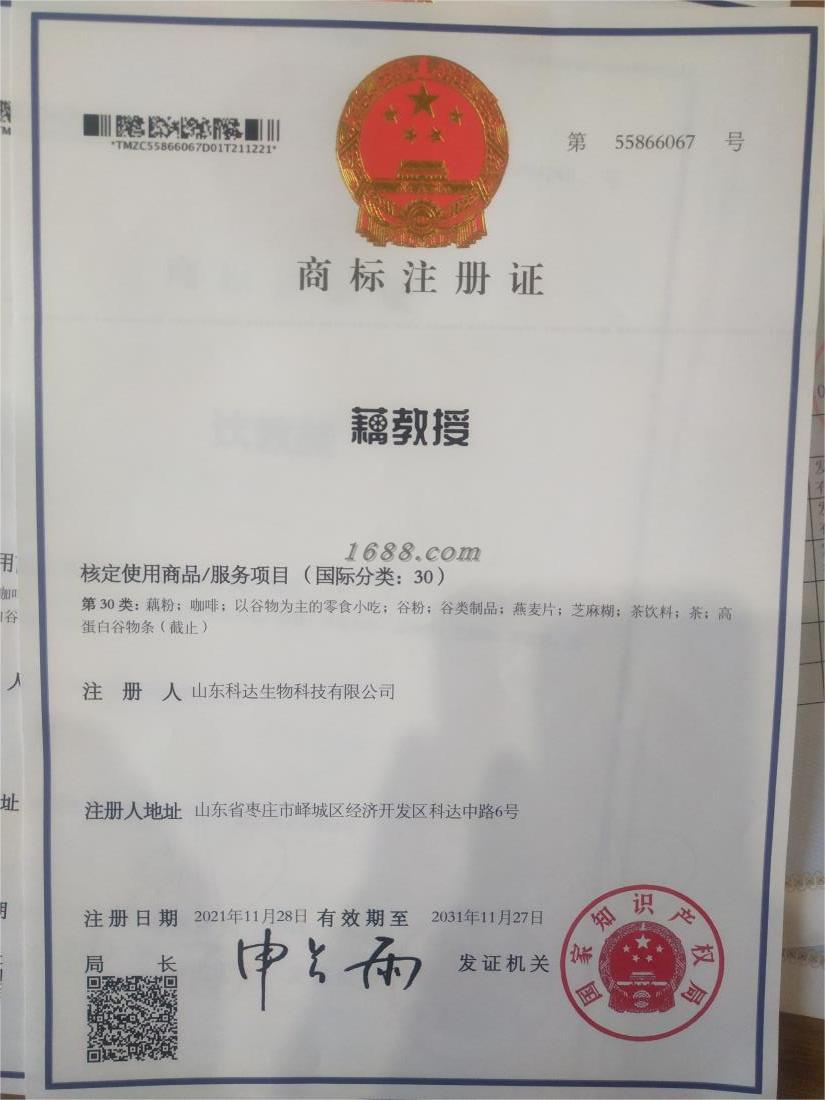 *TMZC55866067D01T211221*
第 55866067 号
商标注册证
藕教授
1688.com
核定使用商品/服务项目（国际分类：30）
第 30 类：藕粉；咖啡；以谷物为主的零食小吃；谷粉；谷类制品；燕麦片；芝麻糊；茶饮料；茶；高
蛋白谷物条（截止）
注册人 山东科达生物科技有限公司
注册人地址 山东省枣庄市峄城区经济开发区科达中路6号
注册日期 2021年11月28日 有效期至 2031年11月27日
局长 申长雨 发证机关
国家知识产权局